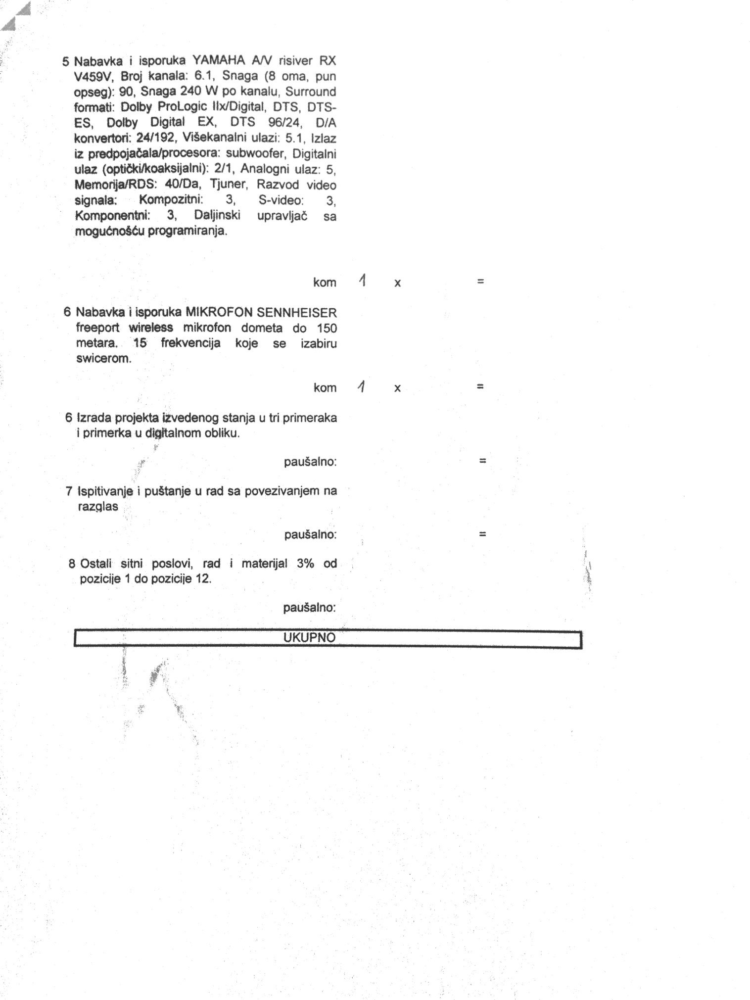 5 Nabavka i isporuka YAMAHA A/V risiver RX
V459V, Broj kanala: 6.1, Snaga (8 oma, pun
opseg): 90, Snaga 240 W po kanalu, Surround
formati: Dolby ProLogic IIx/Digital, DTS, DTS-
ES, Dolby Digital EX, DTS 96/24, D/A
konvertori: 24/192, Višekanalni ulazi: 5.1, Izlaz
iz predpojačala/procesora: subwoofer, Digitalni
ulaz (optički/koaksijalni): 2/1, Analogni ulaz: 5,
Memorija/RDS: 40/Da, Tjuner, Razvod video
signala: Kompozitni: 3, S-video: 3,
Komponentni: 3, Daljinski upravljač sa
mogućnošću programiranja.
kom 1 x =
6 Nabavka i isporuka MIKROFON SENNHEISER
freeport wireless mikrofon dometa do 150
metara. 15 frekvencija koje se izabiru
swicerom.
kom 1 x =
6 Izrada projekta izvedenog stanja u tri primeraka
i primerka u digitalnom obliku.
paušalno: =
7 Ispitivanje i puštanje u rad sa povezivanjem na
razglas
paušalno: =
8 Ostali sitni poslovi, rad i materijal 3% od
pozicije 1 do pozicije 12.
paušalno:
UKUPNO